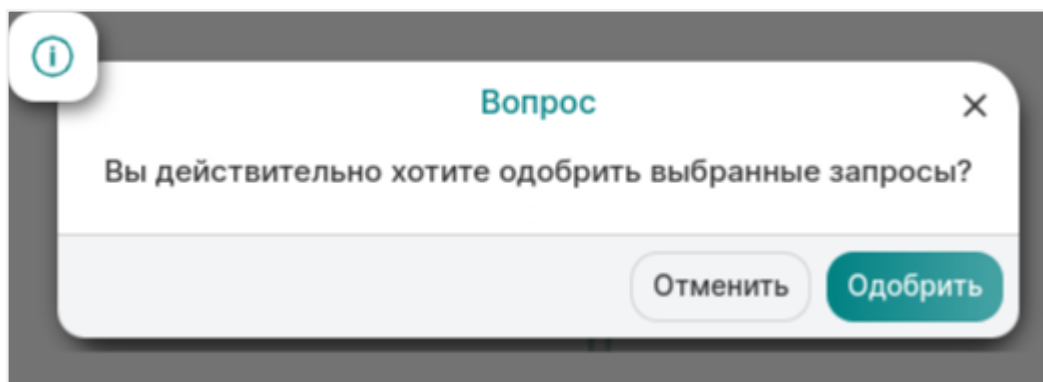 Вопрос
Вы действительно хотите одобрить выбранные запросы?
Отменить
Одобрить